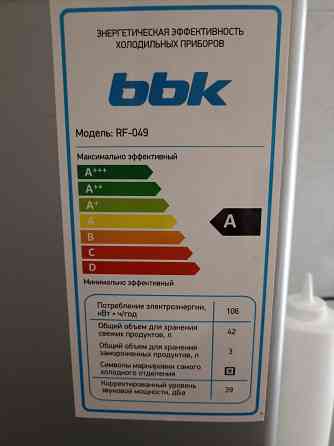 ЭНЕРГЕТИЧЕСКАЯ ЭФФЕКТИВНОСТЬ
ХОЛОДИЛЬНЫХ ПРИБОРОВ
bbk
Модель: RF-049
Максимально эффективный
A+++
A++
A+
A
A
B
C
D
Минимально эффективный
Потребление электроэнергии,
кВт • ч/год
106
Общий объем для хранения
свежих продуктов, л
42
Общий объем для хранения
замороженных продуктов, л
3
Символы маркировки самого
холодного отделения
Корректированный уровень
звуковой мощности, дБа
39